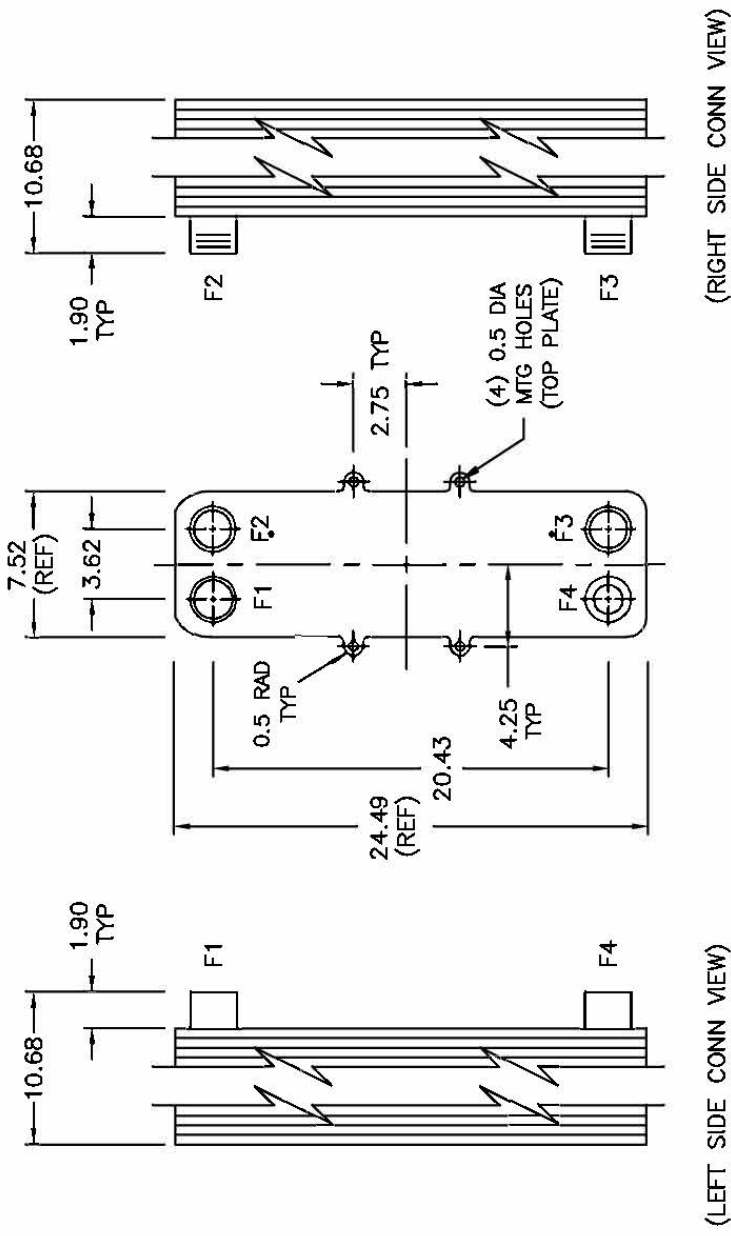 10.68
1.90
TYP
F1
F4
(LEFT SIDE CONN VIEW)
7.52
(REF)
3.62
F1
F2
F4
F3
0.5 RAD
TYP
24.49
(REF)
20.43
4.25
TYP
2.75 TYP
(4) 0.5 DIA
MTG HOLES
(TOP PLATE)
10.68
1.90
TYP
F2
F3
(RIGHT SIDE CONN VIEW)